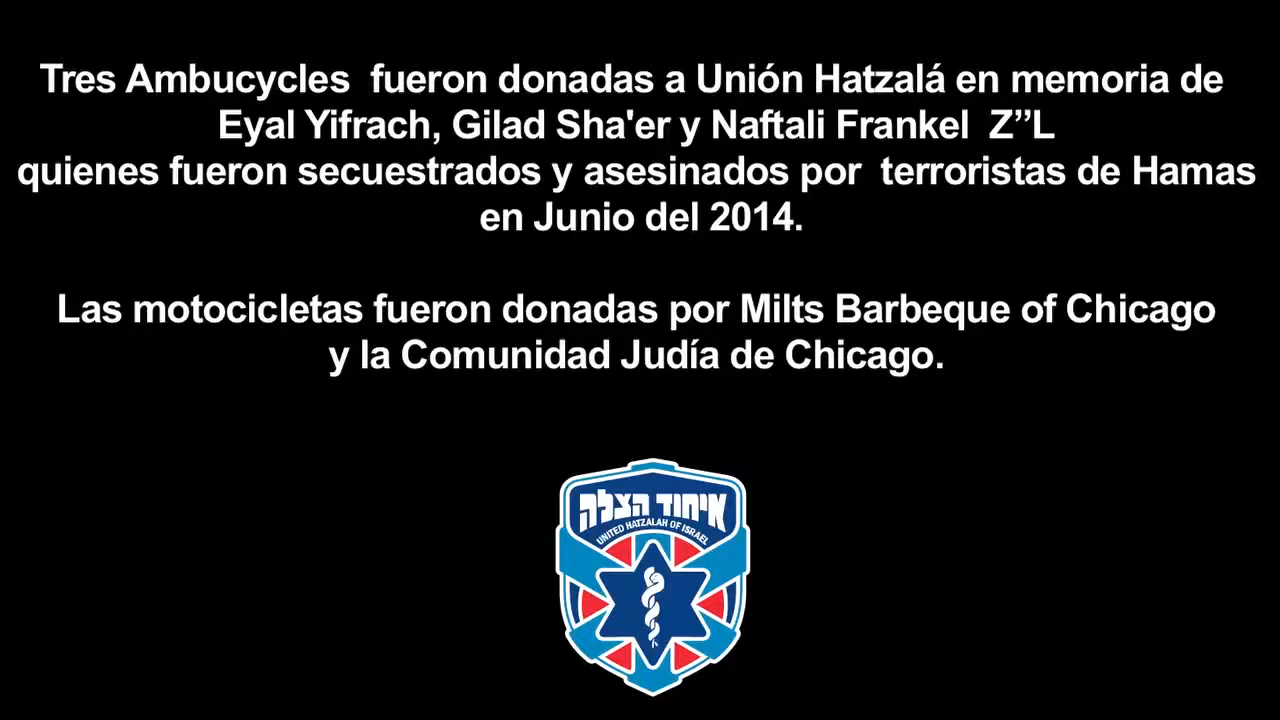 Tres Ambucycles  fueron donadas a Unión Hatzalá en memoria de
Eyal Yifrach, Gilad Sha'er y Naftali Frankel  Z”L
quienes fueron secuestrados y asesinados por  terroristas de Hamas
en Junio del 2014.
Las motocicletas fueron donadas por Milts Barbeque of Chicago
y la Comunidad Judía de Chicago.
איחוד הצלה
UNITED HATZALAH OF ISRAEL